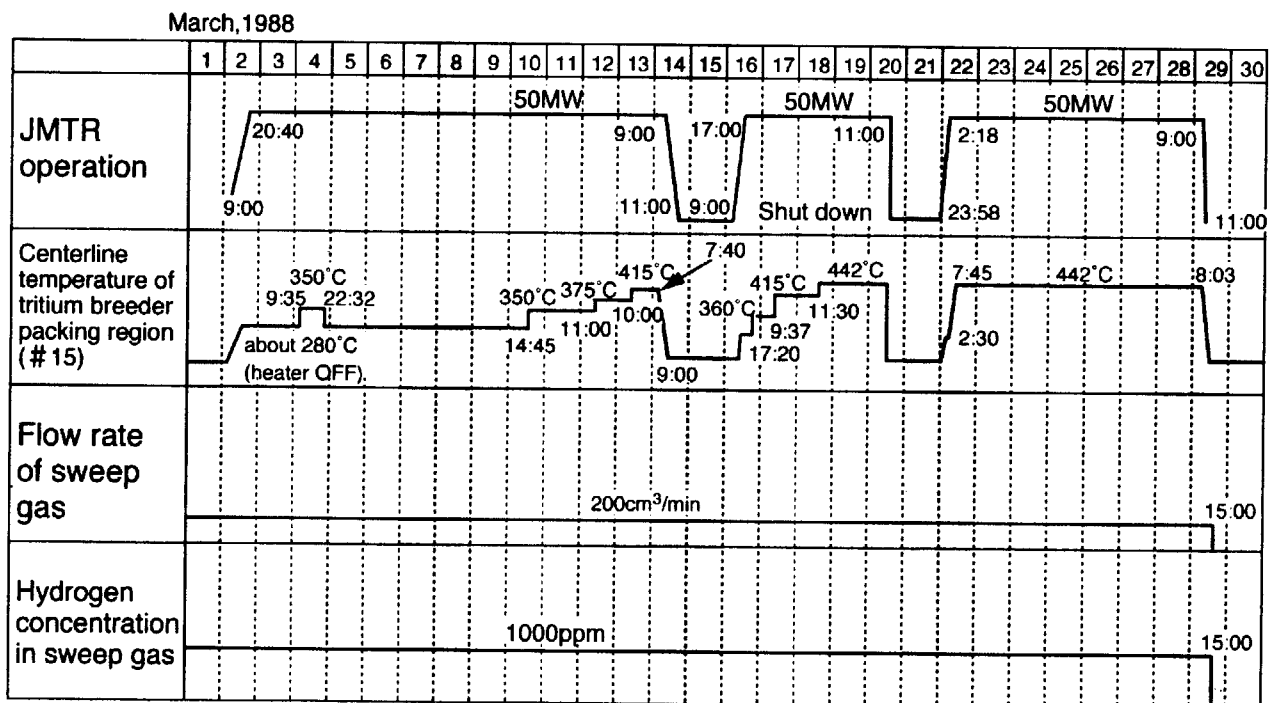 March,1988
1 2 3 4 5 6 7 8 9 10 11 12 13 14 15 16 17 18 19 20 21 22 23 24 25 26 27 28 29 30
JMTR
operation
50MW 50MW 50MW
20:40 9:00 17:00 11:00 2:18 9:00
9:00 11:00 9:00 Shut down 23:58 11:00
Centerline
temperature of
tritium breeder
packing region
(#15)
7:40
350°C 415°C 415°C 442°C 7:45 442°C 8:03
9:35 22:32 350°C 375°C 360°C
11:00 10:00 11:30
about 280°C 14:45 9:37 2:30
17:20
(heater OFF). 9:00
Flow rate
of sweep
gas
200cm³/min 15:00
Hydrogen
concentration
in sweep gas
1000ppm 15:00